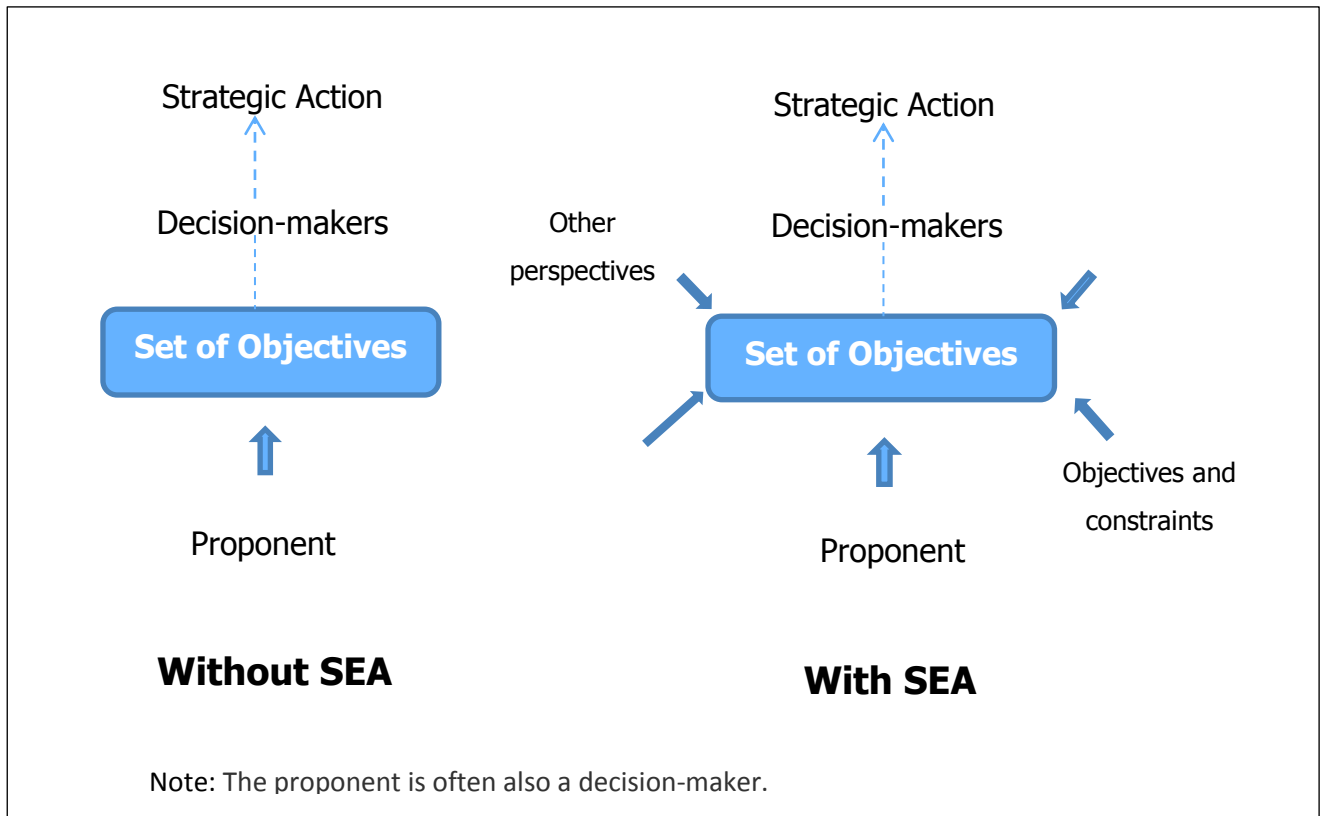 Strategic Action
Decision-makers
Set of Objectives
Proponent
Without SEA
Strategic Action
Other
perspectives
Decision-makers
Set of Objectives
Objectives and
constraints
Proponent
With SEA
Note: The proponent is often also a decision-maker.